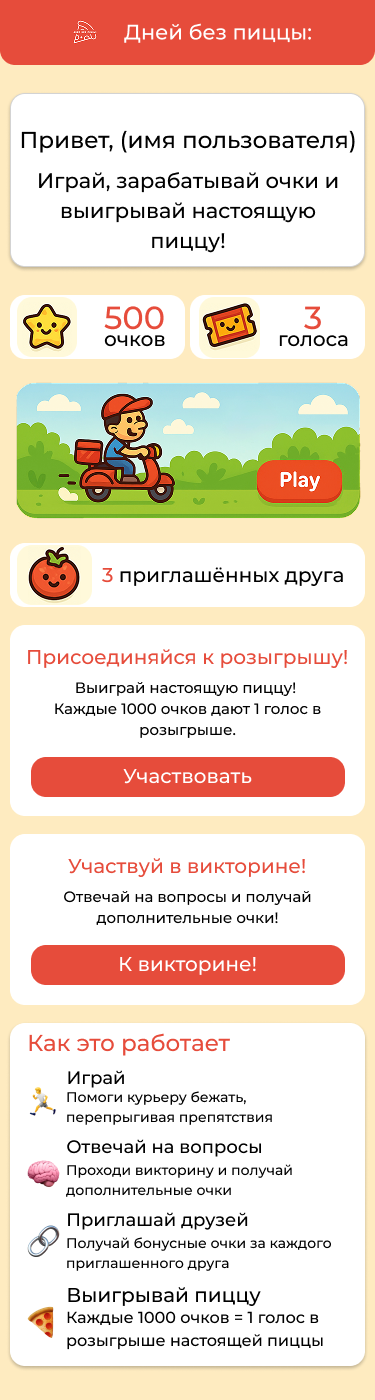 Дней без пиццы:
Привет, (имя пользователя)
Играй, зарабатывай очки и
выигрывай настоящую
пиццу!
500
очков
3
голоса
Play
3 приглашённых друга
Присоединяйся к розыгрышу!
Выиграй настоящую пиццу!
Каждые 1000 очков дают 1 голос в
розыгрыше.
Участвовать
Участвуй в викторине!
Отвечай на вопросы и получай
дополнительные очки!
К викторине!
Как это работает
Играй
Помоги курьеру бежать,
перепрыгивая препятствия
Отвечай на вопросы
Проходи викторину и получай
дополнительные очки
Приглашай друзей
Получай бонусные очки за каждого
приглашенного друга
Выигрывай пиццу
Каждые 1000 очков = 1 голос в
розыгрыше настоящей пиццы